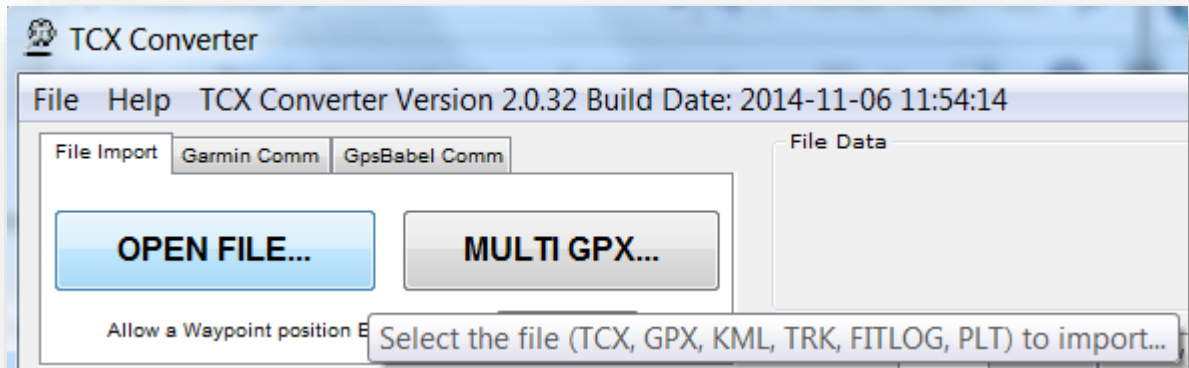 TCX Converter
File Help TCX Converter Version 2.0.32 Build Date: 2014-11-06 11:54:14
File Import Garmin Comm GpsBabel Comm
File Data
OPEN FILE... MULTI GPX...
Allow a Waypoint position
Select the file (TCX, GPX, KML, TRK, FITLOG, PLT) to import...